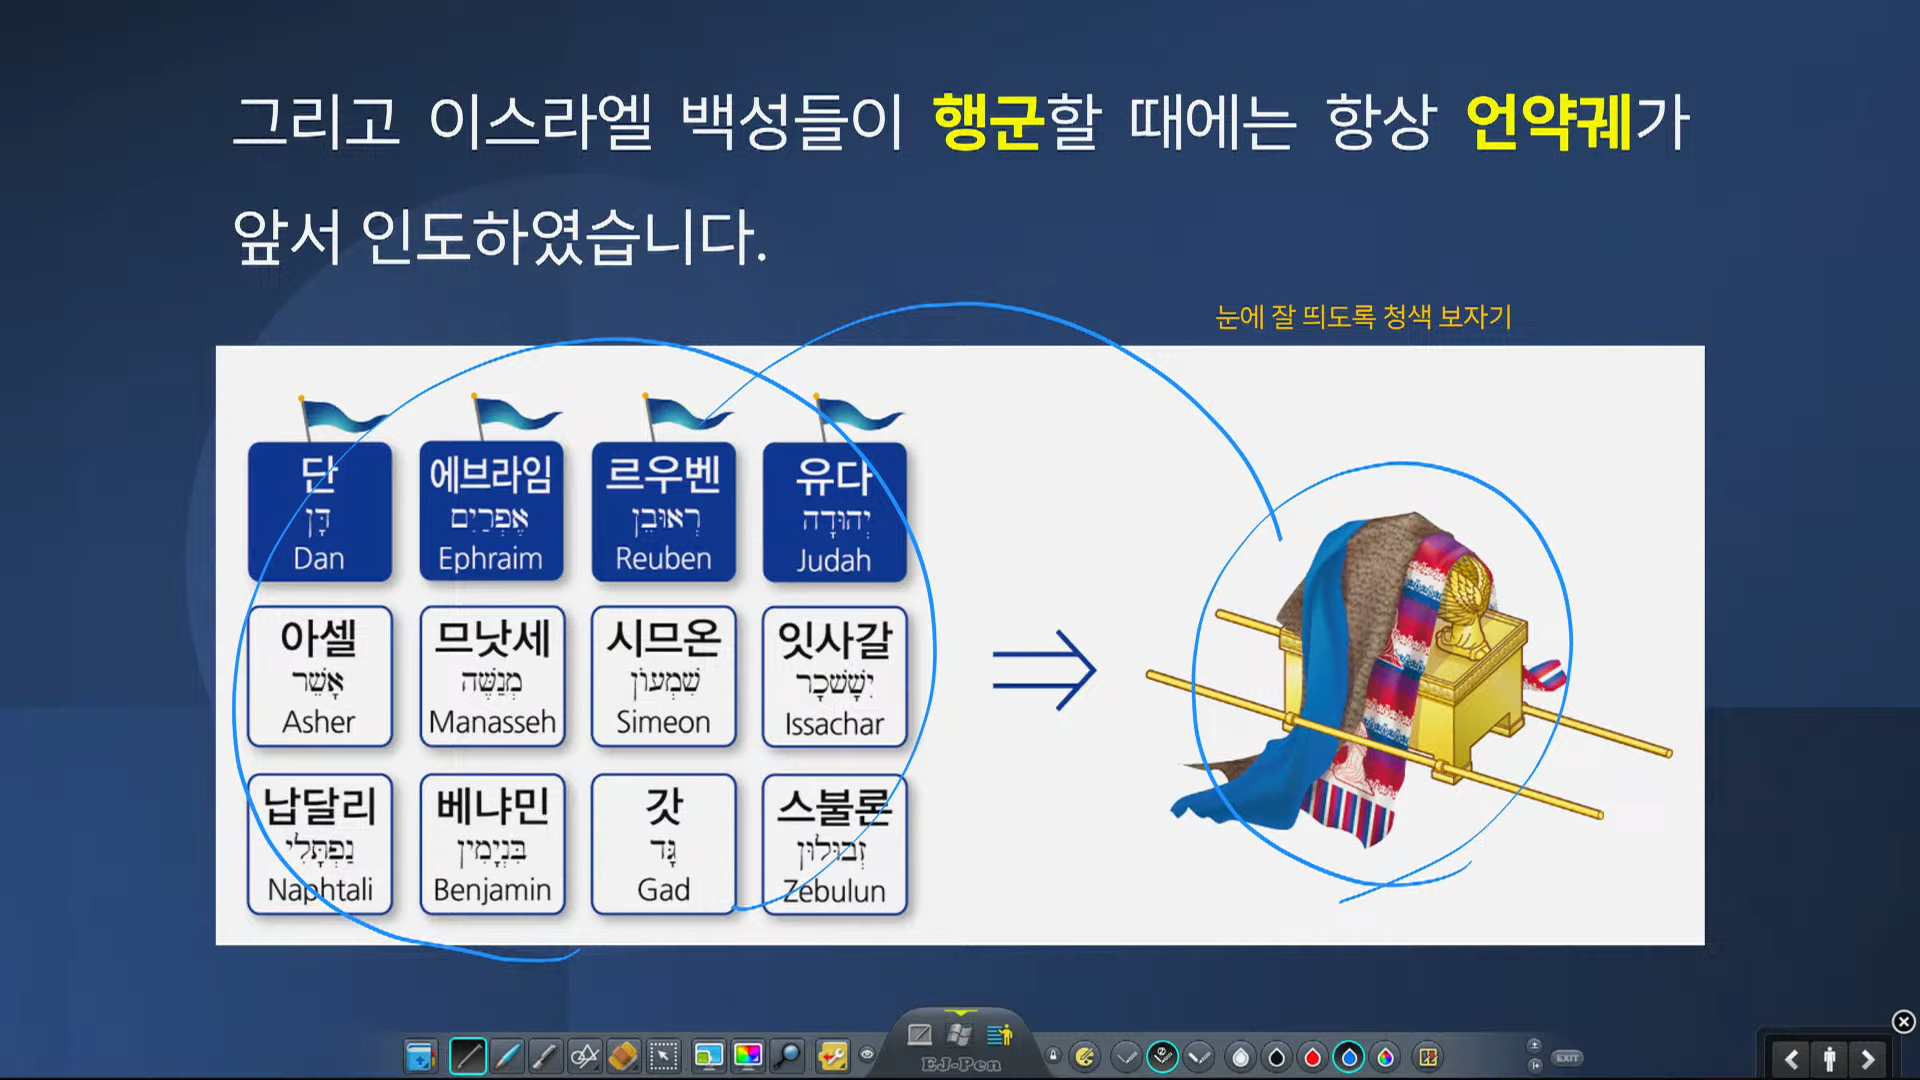 그리고 이스라엘 백성들이 행군할 때에는 항상 언약궤가
앞서 인도하였습니다.
눈에 잘 띄도록 청색 보자기
단
דָּן
Dan
에브라임
אֶפְרַיִם
Ephraim
르우벤
רְאוּבֵן
Reuben
유다
יְהוּדָה
Judah
아셀
אָשֵׁר
Asher
므낫세
מְנַשֶּׁה
Manasseh
시므온
שִׁמְעוֹן
Simeon
잇사갈
יִשָּׂשכָר
Issachar
납달리
נַפְתָּלִי
Naphtali
베냐민
בִּנְיָמִין
Benjamin
갓
גָּד
Gad
스불론
זְבוּלוּן
Zebulun
EJ-Pen
EXIT